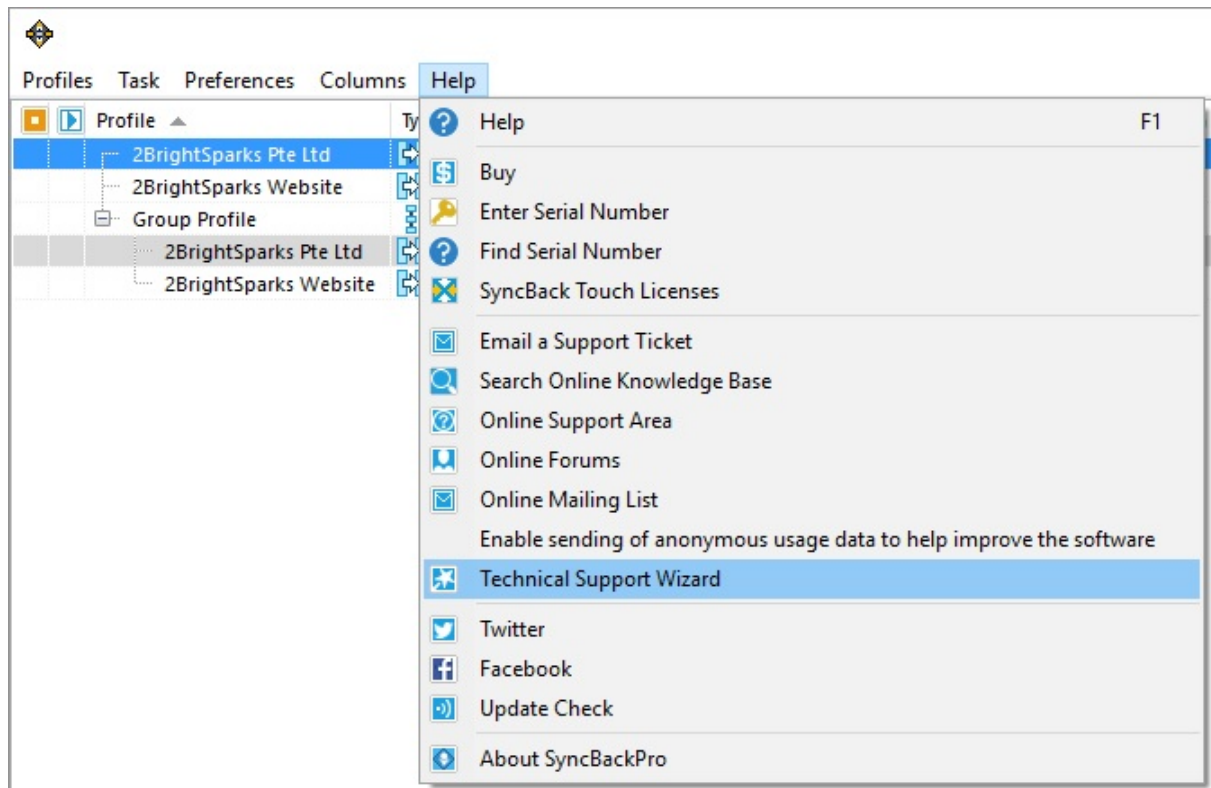 Profiles Task Preferences Columns Help
Profile Ty
2BrightSparks Pte Ltd
2BrightSparks Website
Group Profile
2BrightSparks Pte Ltd
2BrightSparks Website
Help F1
Buy
Enter Serial Number
Find Serial Number
SyncBack Touch Licenses
Email a Support Ticket
Search Online Knowledge Base
Online Support Area
Online Forums
Online Mailing List
Enable sending of anonymous usage data to help improve the software
Technical Support Wizard
Twitter
Facebook
Update Check
About SyncBackPro